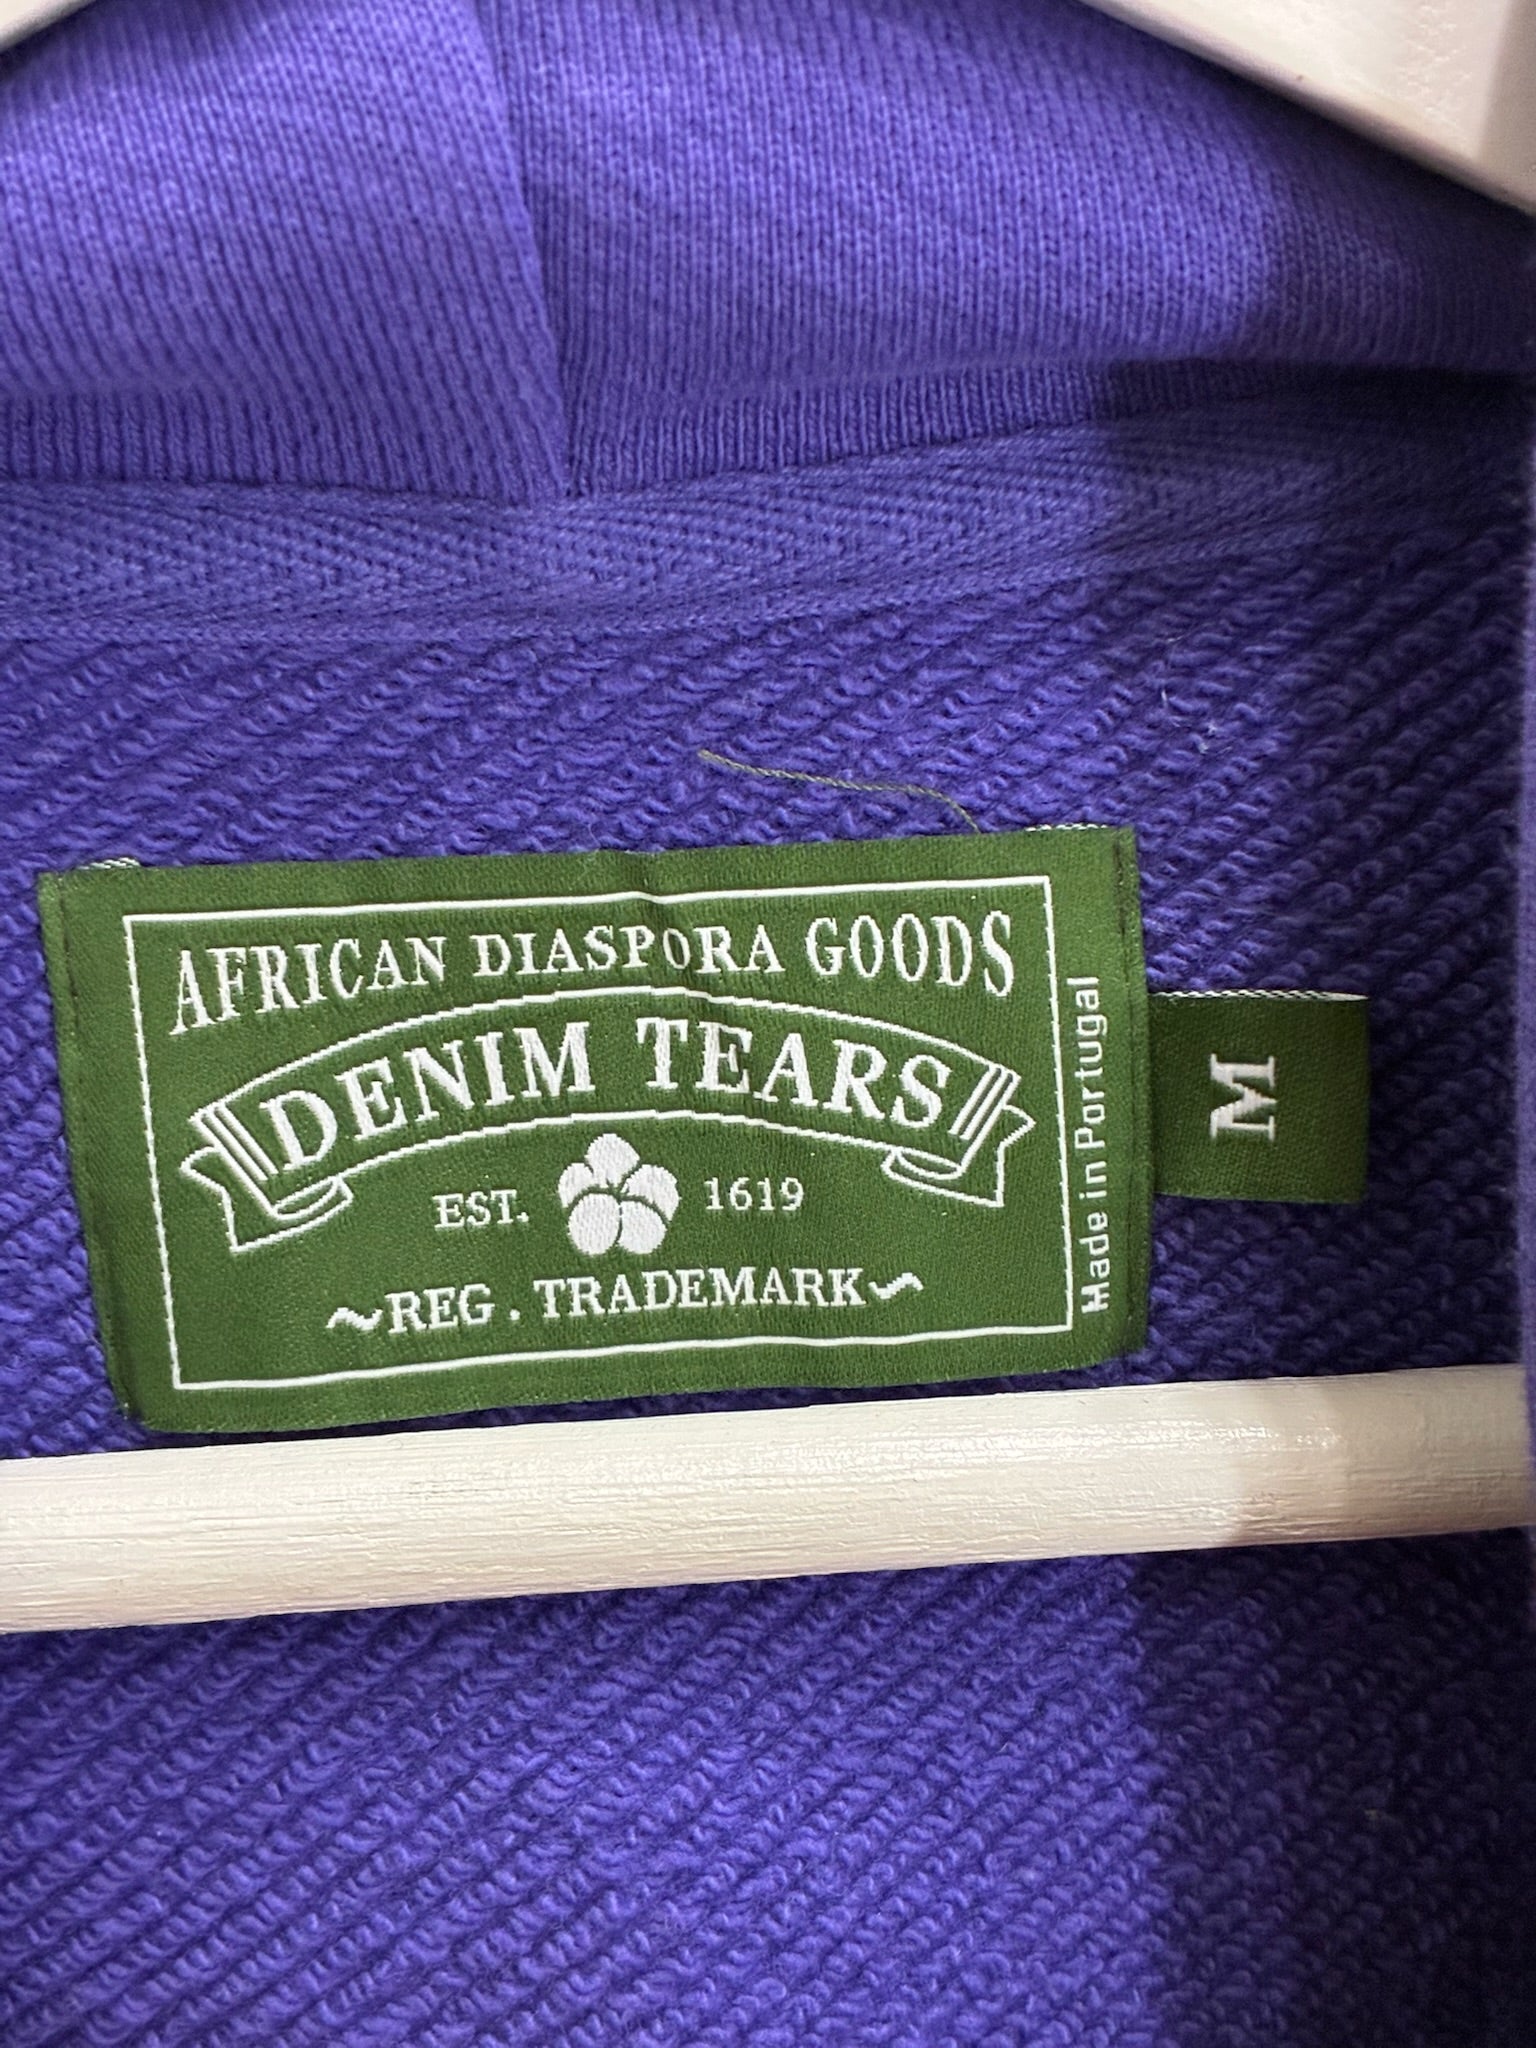 AFRICAN DIASPORA GOODS
DENIM TEARS
EST. 1619
~REG. TRADEMARK~
Made in Portugal
M